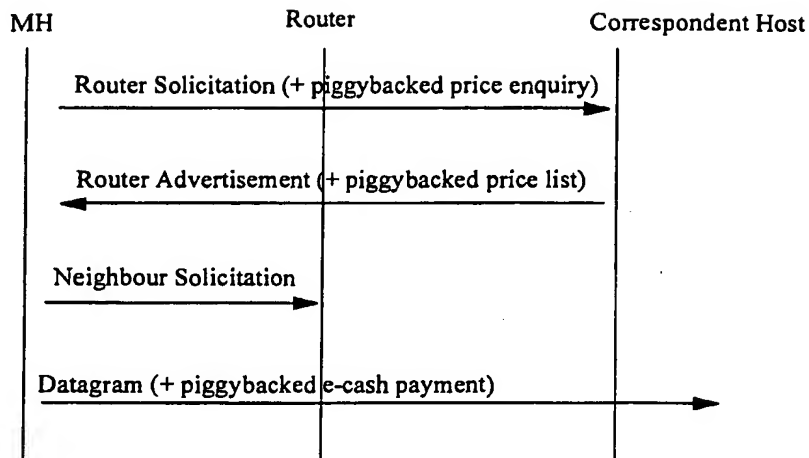 MH Router Correspondent Host
Router Solicitation (+ piggybacked price enquiry)
Router Advertisement (+ piggybacked price list)
Neighbour Solicitation
Datagram (+ piggybacked e-cash payment)